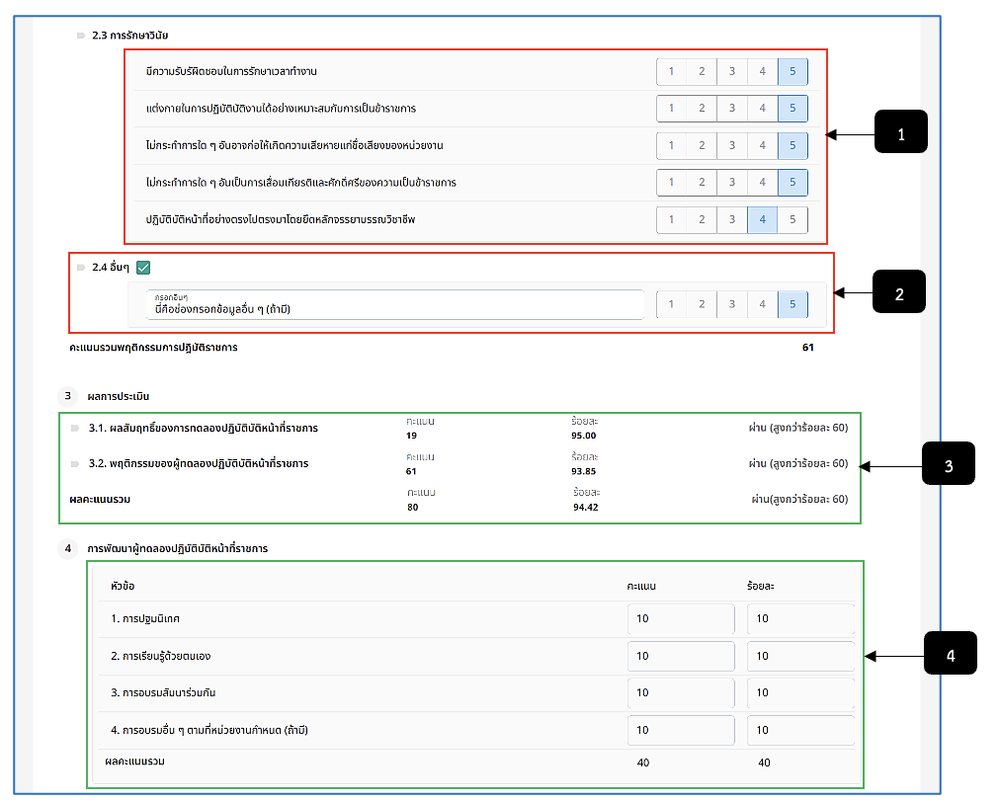 2.3 การรักษาวินัย
มีความรับรัผิดชอบในการรักษาเวลาทำงาน 1 2 3 4 5
แต่งกายในการปฏิบัติบัติงานได้อย่างเหมาะสมกับการเป็นข้าราชการ 1 2 3 4 5
1
ไม่กระทำการใด ๆ อันอาจก่อให้เกิดความเสียหายแก่ชื่อเสียงของหน่วยงาน 1 2 3 4 5
ไม่กระทำการใด ๆ อันเป็นการเสื่อมเกียรติและศักดิ์ศรีของความเป็นข้าราชการ 1 2 3 4 5
ปฏิบัติบัติหน้าที่อย่างตรงไปตรงมาโดยยึดหลักจรรยาบรรณวิชาชีพ 1 2 3 4 5
2.4 อื่นๆ
กรอกอื่นๆ
นี่คือช่องกรอกข้อมูลอื่น ๆ (ถ้ามี) 1 2 3 4 5
2
คะแนนรวมพฤติกรรมการปฏิบัติราชการ 61
3 ผลการประเมิน
3.1. ผลสัมฤทธิ์ของการทดลองปฏิบัติบัติหน้าที่ราชการ คะแนน ร้อยละ ผ่าน (สูงกว่าร้อยละ 60)
19 95.00
3.2. พฤติกรรมของผู้ทดลองปฏิบัติบัติหน้าที่ราชการ คะแนน ร้อยละ ผ่าน (สูงกว่าร้อยละ 60)
61 93.85
3
ผลคะแนนรวม คะแนน ร้อยละ ผ่าน(สูงกว่าร้อยละ 60)
80 94.42
4 การพัฒนาผู้ทดลองปฏิบัติบัติหน้าที่ราชการ
หัวข้อ คะแนน ร้อยละ
1. การปฐมนิเทศ 10 10
2. การเรียนรู้ด้วยตนเอง 10 10
4
3. การอบรมสัมนาร่วมกัน 10 10
4. การอบรมอื่น ๆ ตามที่หน่วยงานกำหนด (ถ้ามี) 10 10
ผลคะแนนรวม 40 40